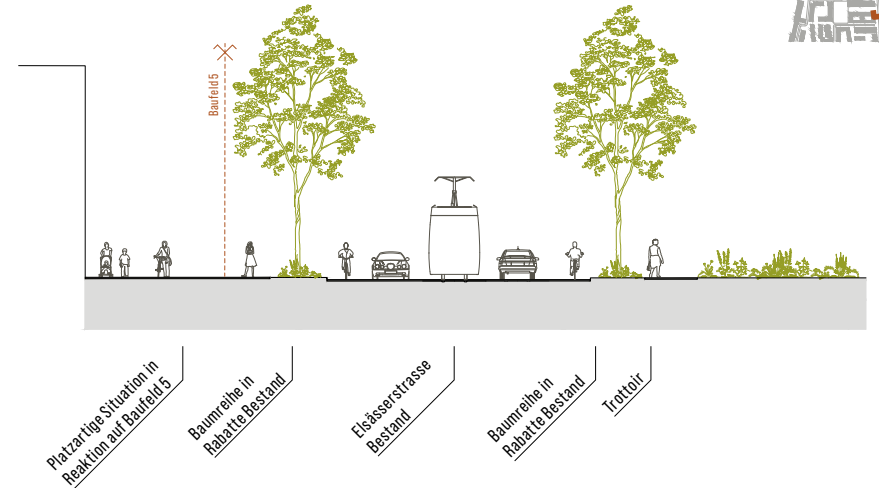 Baufeld 5
Platzartige Situation in
Reaktion auf Baufeld 5
Baumreihe in
Rabatte Bestand
Elsässerstrasse
Bestand
Baumreihe in
Rabatte Bestand
Trottoir